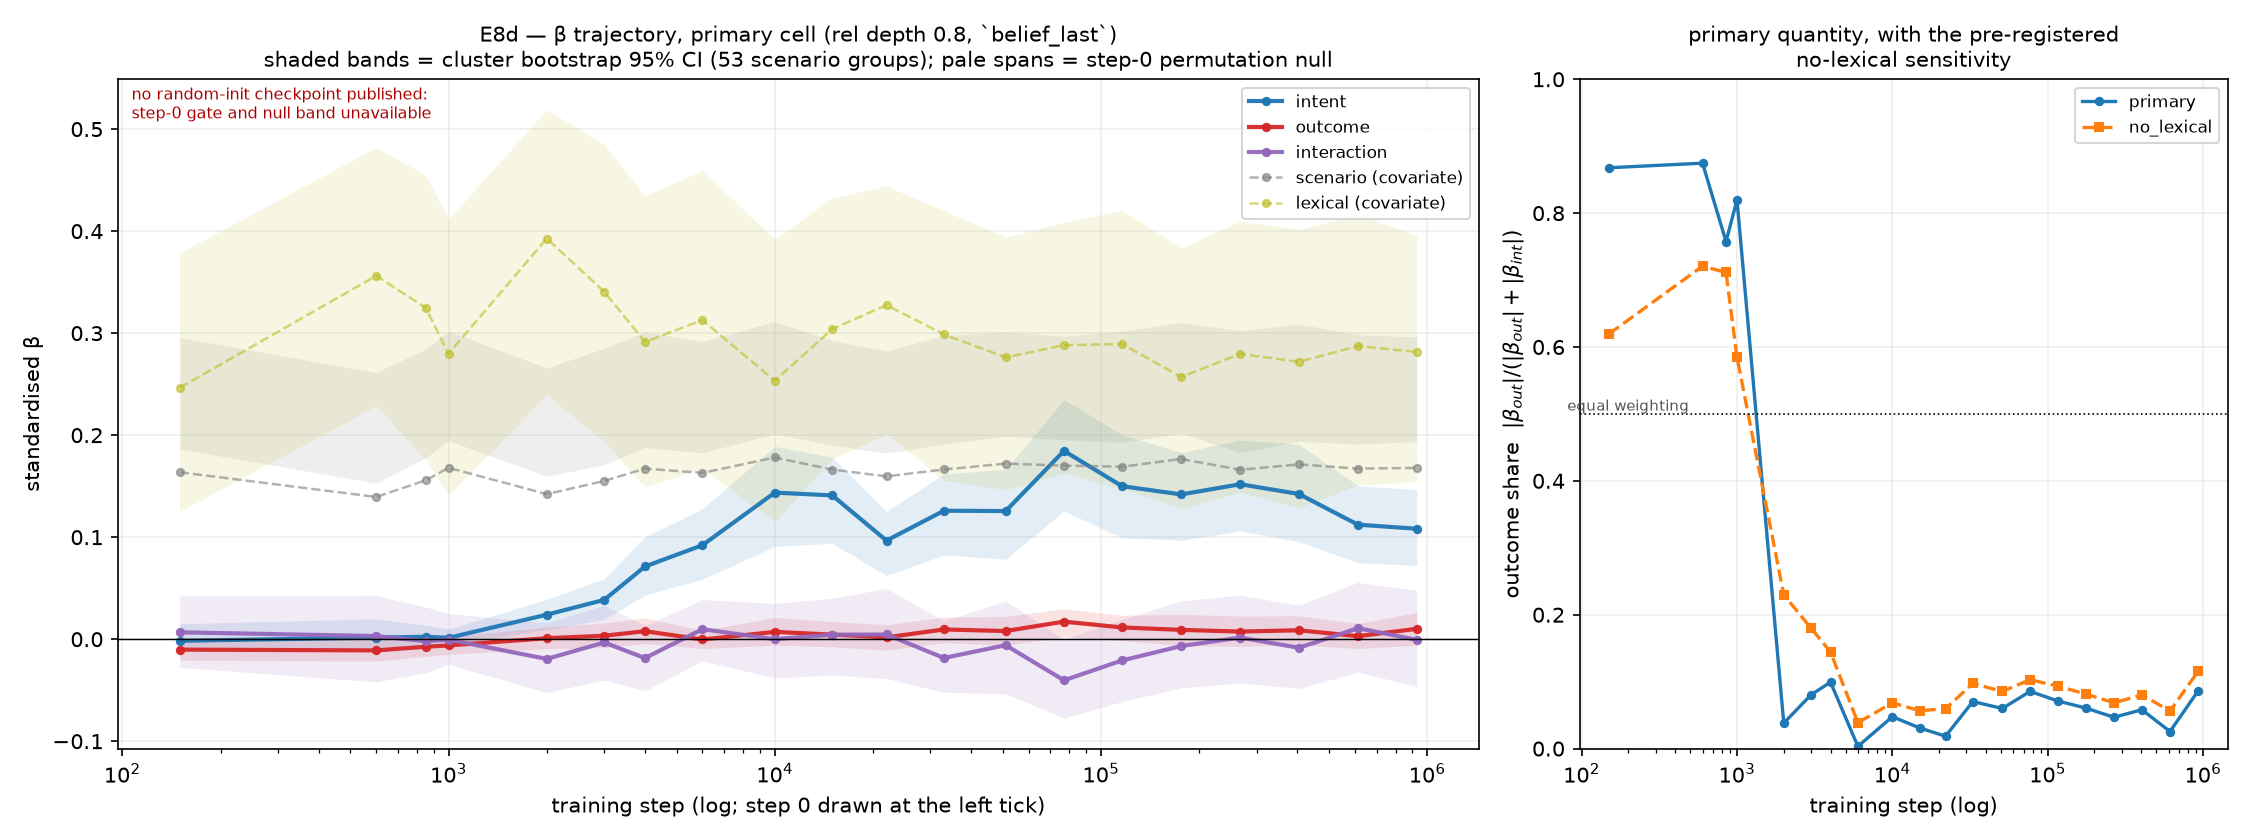 E8d — β trajectory, primary cell (rel depth 0.8, `belief_last`)
shaded bands = cluster bootstrap 95% CI (53 scenario groups); pale spans = step-0 permutation null
no random-init checkpoint published:
step-0 gate and null band unavailable
intent
outcome
interaction
scenario (covariate)
lexical (covariate)
standardised β
0.5
0.4
0.3
0.2
0.1
0.0
−0.1
10²
10³
10⁴
10⁵
10⁶
training step (log; step 0 drawn at the left tick)
primary quantity, with the pre-registered
no-lexical sensitivity
primary
no_lexical
equal weighting
outcome share |β_out|/(|β_out| + |β_int|)
1.0
0.8
0.6
0.4
0.2
0.0
10²
10³
10⁴
10⁵
10⁶
training step (log)